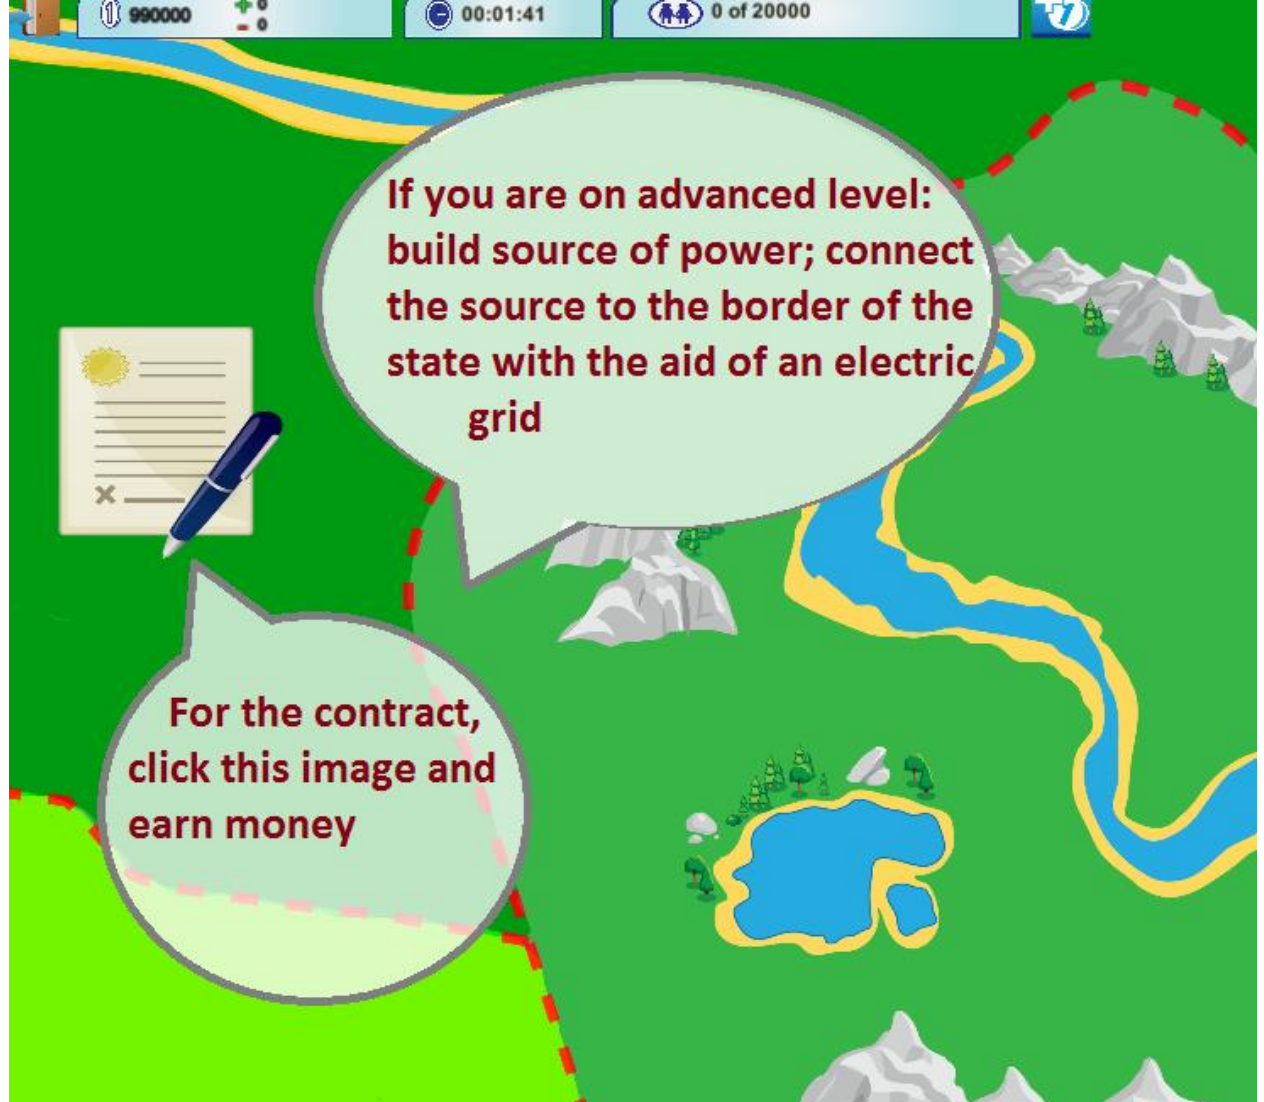 990000
+ 0
- 0
00:01:41
0 of 20000
If you are on advanced level:
build source of power; connect
the source to the border of the
state with the aid of an electric
grid
For the contract,
click this image and
earn money